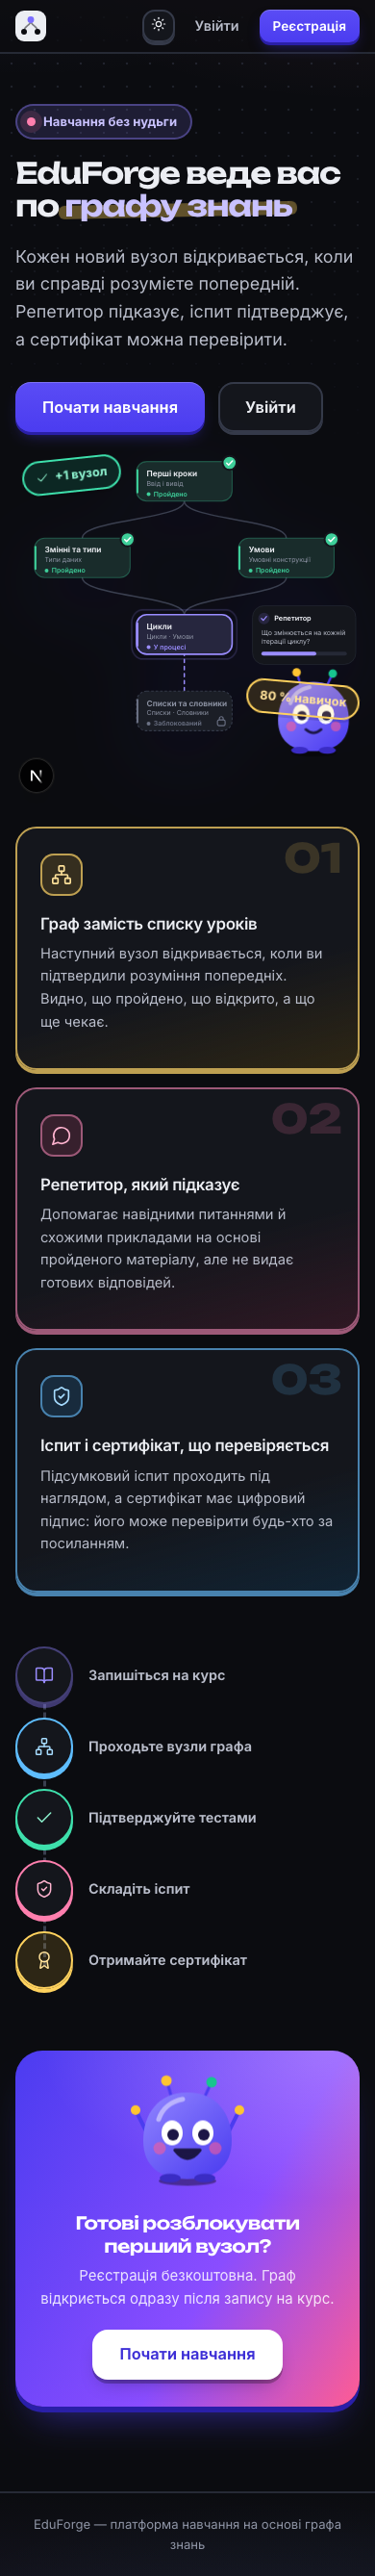 Увійти
Реєстрація
Навчання без нудьги
EduForge веде вас
по графу знань
Кожен новий вузол відкривається, коли
ви справді розумієте попередній.
Репетитор підказує, іспит підтверджує,
а сертифікат можна перевірити.
Почати навчання
Увійти
+1 вузол
Перші кроки
Ввід і вивід
Пройдено
Змінні та типи
Типи даних
Пройдено
Умови
Умовні конструкції
Пройдено
Цикли
Цикли · Умови
У процесі
Репетитор
Що змінюється на кожній
ітерації циклу?
80 % навичок
Списки та словники
Списки · Словники
Заблокований
N
01
Граф замість списку уроків
Наступний вузол відкривається, коли ви
підтвердили розуміння попередніх.
Видно, що пройдено, що відкрито, а що
ще чекає.
02
Репетитор, який підказує
Допомагає навідними питаннями й
схожими прикладами на основі
пройденого матеріалу, але не видає
готових відповідей.
03
Іспит і сертифікат, що перевіряється
Підсумковий іспит проходить під
наглядом, а сертифікат має цифровий
підпис: його може перевірити будь-хто за
посиланням.
Запишіться на курс
Проходьте вузли графа
Підтверджуйте тестами
Складіть іспит
Отримайте сертифікат
Готові розблокувати
перший вузол?
Реєстрація безкоштовна. Граф
відкриється одразу після запису на курс.
Почати навчання
EduForge — платформа навчання на основі графа
знань